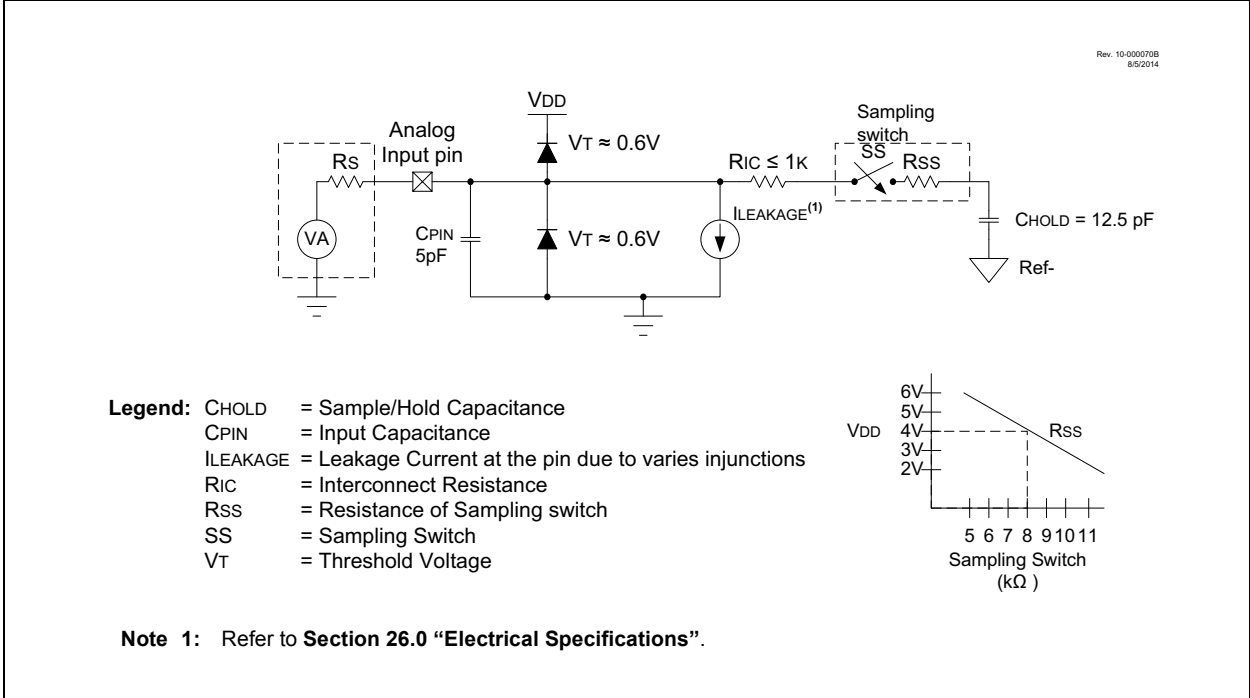 Rev. 10-000070B
8/5/2014
VDD
Analog
Input pin
VT ≈ 0.6V
Sampling
switch
SS
RS
RIC ≤ 1K
RSS
VA
CPIN
5pF
VT ≈ 0.6V
ILEAKAGE(1)
CHOLD = 12.5 pF
Ref-
Legend: CHOLD = Sample/Hold Capacitance
CPIN = Input Capacitance
ILEAKAGE = Leakage Current at the pin due to varies injunctions
RIC = Interconnect Resistance
RSS = Resistance of Sampling switch
SS = Sampling Switch
VT = Threshold Voltage
6V
5V
VDD 4V RSS
3V
2V
5 6 7 8 9 10 11
Sampling Switch
(kΩ )
Note 1: Refer to Section 26.0 “Electrical Specifications”.